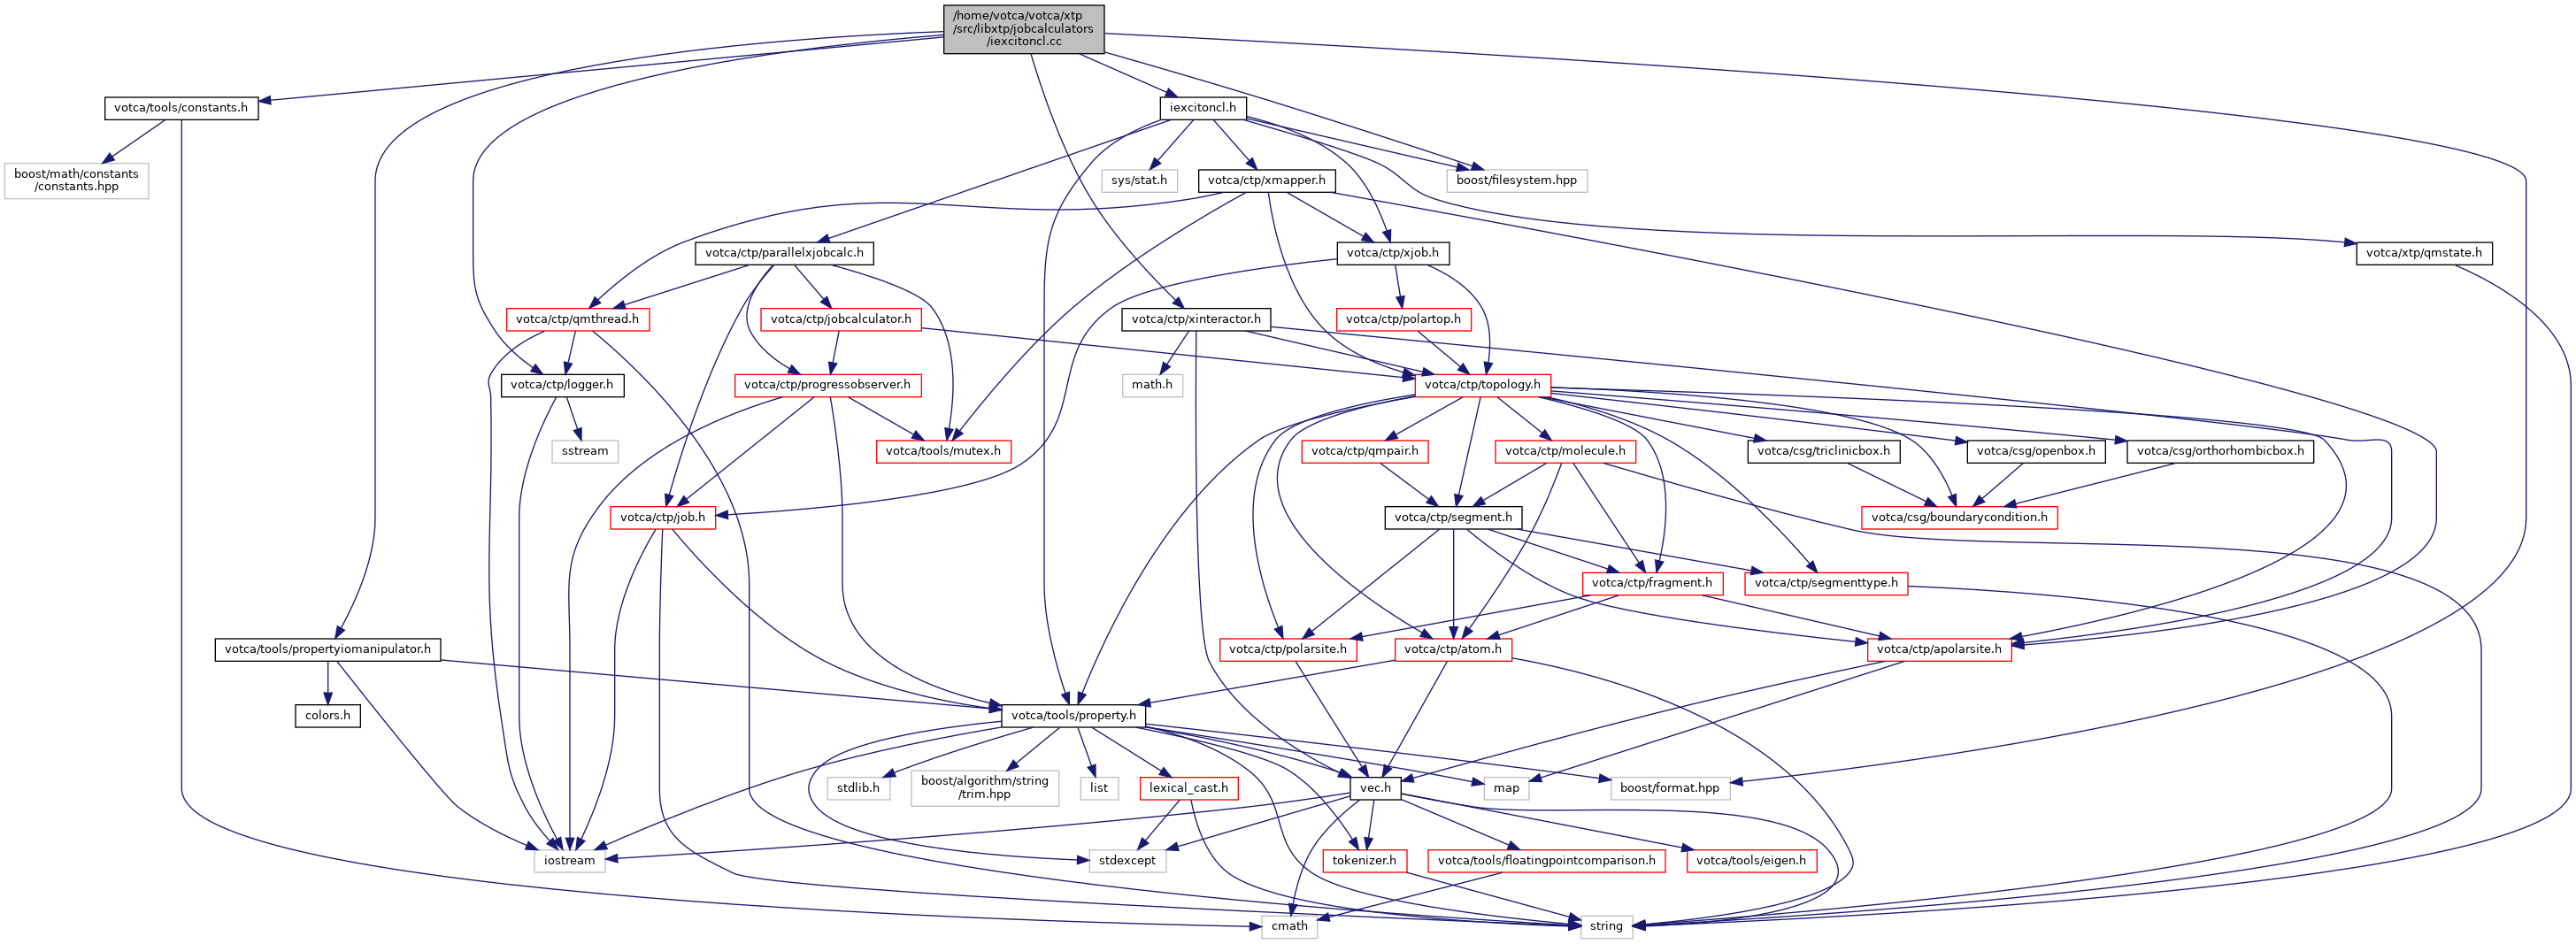 /home/votca/votca/xtp
/src/libxtp/jobcalculators
/iexcitoncl.cc
votca/tools/constants.h
iexcitoncl.h
boost/math/constants
/constants.hpp
sys/stat.h
votca/ctp/xmapper.h
boost/filesystem.hpp
votca/ctp/parallelxjobcalc.h
votca/ctp/xjob.h
votca/xtp/qmstate.h
votca/ctp/qmthread.h
votca/ctp/jobcalculator.h
votca/ctp/xinteractor.h
votca/ctp/polartop.h
votca/ctp/logger.h
votca/ctp/progressobserver.h
math.h
votca/ctp/topology.h
sstream
votca/tools/mutex.h
votca/ctp/qmpair.h
votca/ctp/molecule.h
votca/csg/triclinicbox.h
votca/csg/openbox.h
votca/csg/orthorhombicbox.h
votca/ctp/job.h
votca/ctp/segment.h
votca/csg/boundarycondition.h
votca/ctp/fragment.h
votca/ctp/segmenttype.h
votca/tools/propertyiomanipulator.h
votca/ctp/polarsite.h
votca/ctp/atom.h
votca/ctp/apolarsite.h
colors.h
votca/tools/property.h
stdlib.h
boost/algorithm/string
/trim.hpp
list
lexical_cast.h
vec.h
map
boost/format.hpp
iostream
stdexcept
tokenizer.h
votca/tools/floatingpointcomparison.h
votca/tools/eigen.h
cmath
string